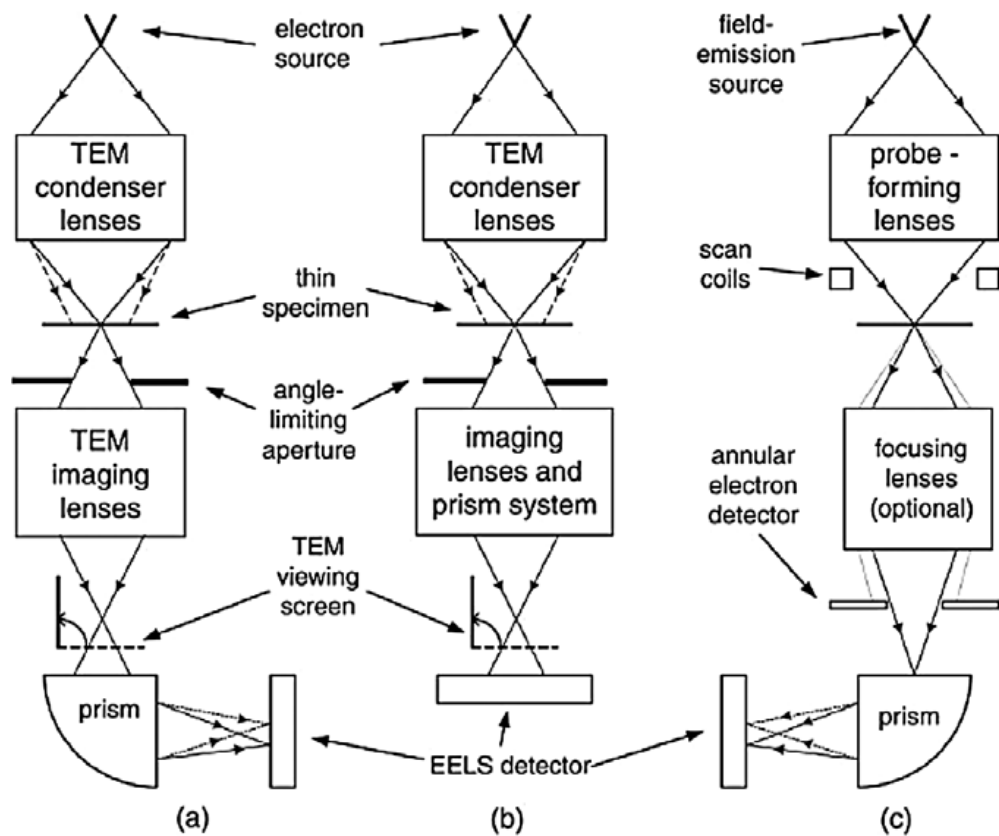 electron
source
field-
emission
source
TEM
condenser
lenses
TEM
condenser
lenses
probe -
forming
lenses
thin
specimen
scan
coils
angle-
limiting
aperture
TEM
imaging
lenses
imaging
lenses and
prism system
annular
electron
detector
focusing
lenses
(optional)
TEM
viewing
screen
prism
EELS detector
prism
(a)
(b)
(c)